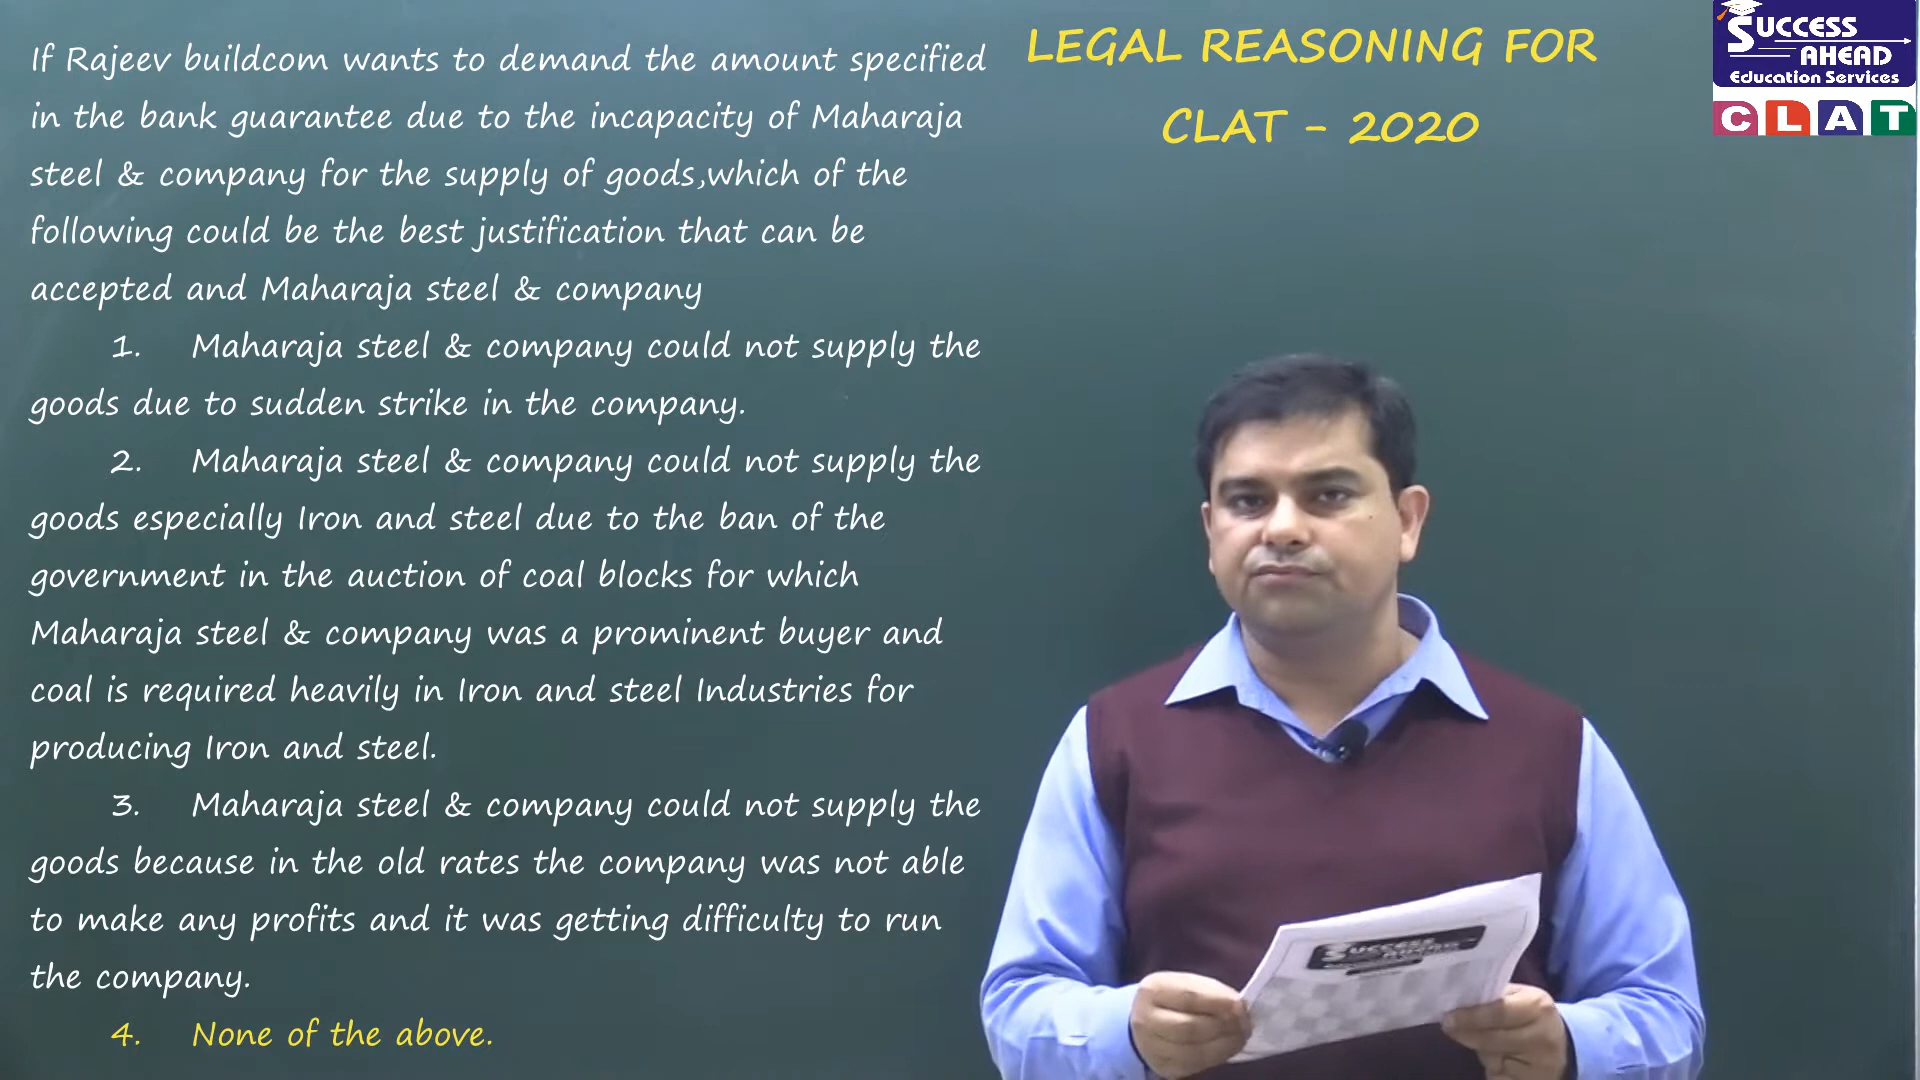 If Rajeev buildcom wants to demand the amount specified
in the bank guarantee due to the incapacity of Maharaja
steel & company for the supply of goods,which of the
following could be the best justification that can be
accepted and Maharaja steel & company
1. Maharaja steel & company could not supply the
goods due to sudden strike in the company.
2. Maharaja steel & company could not supply the
goods especially Iron and steel due to the ban of the
government in the auction of coal blocks for which
Maharaja steel & company was a prominent buyer and
coal is required heavily in Iron and steel Industries for
producing Iron and steel.
3. Maharaja steel & company could not supply the
goods because in the old rates the company was not able
to make any profits and it was getting difficulty to run
the company.
4. None of the above.
LEGAL REASONING FOR
CLAT - 2020
SUCCESS
AHEAD
Education Services
CLAT
SUCCESS